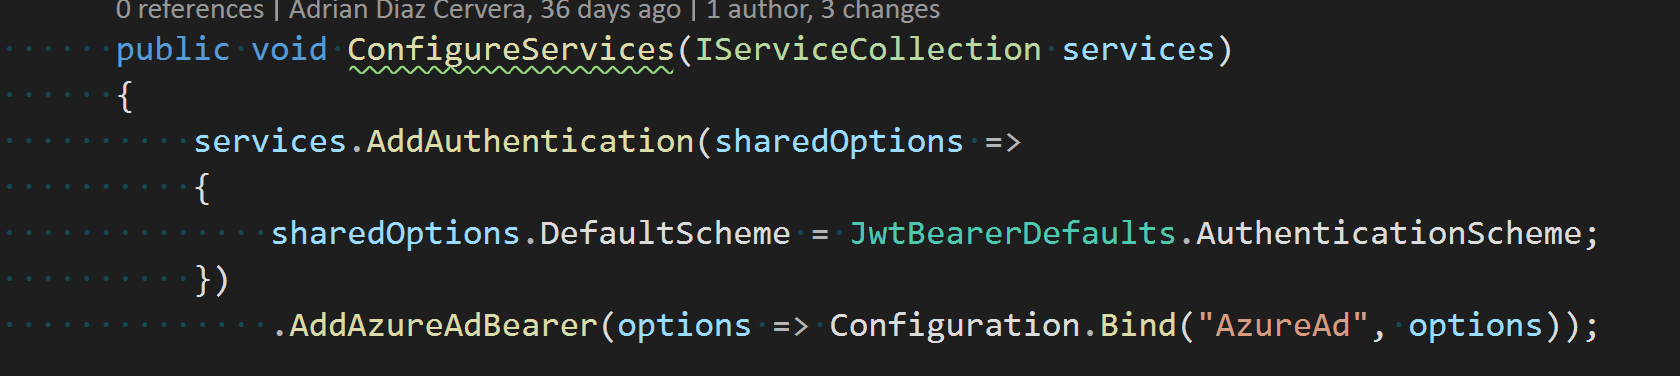 0 references | Adrian Diaz Cervera, 36 days ago | 1 author, 3 changes
public void ConfigureServices(IServiceCollection services)
{
services.AddAuthentication(sharedOptions =>
{
sharedOptions.DefaultScheme = JwtBearerDefaults.AuthenticationScheme;
})
.AddAzureAdBearer(options => Configuration.Bind("AzureAd", options));